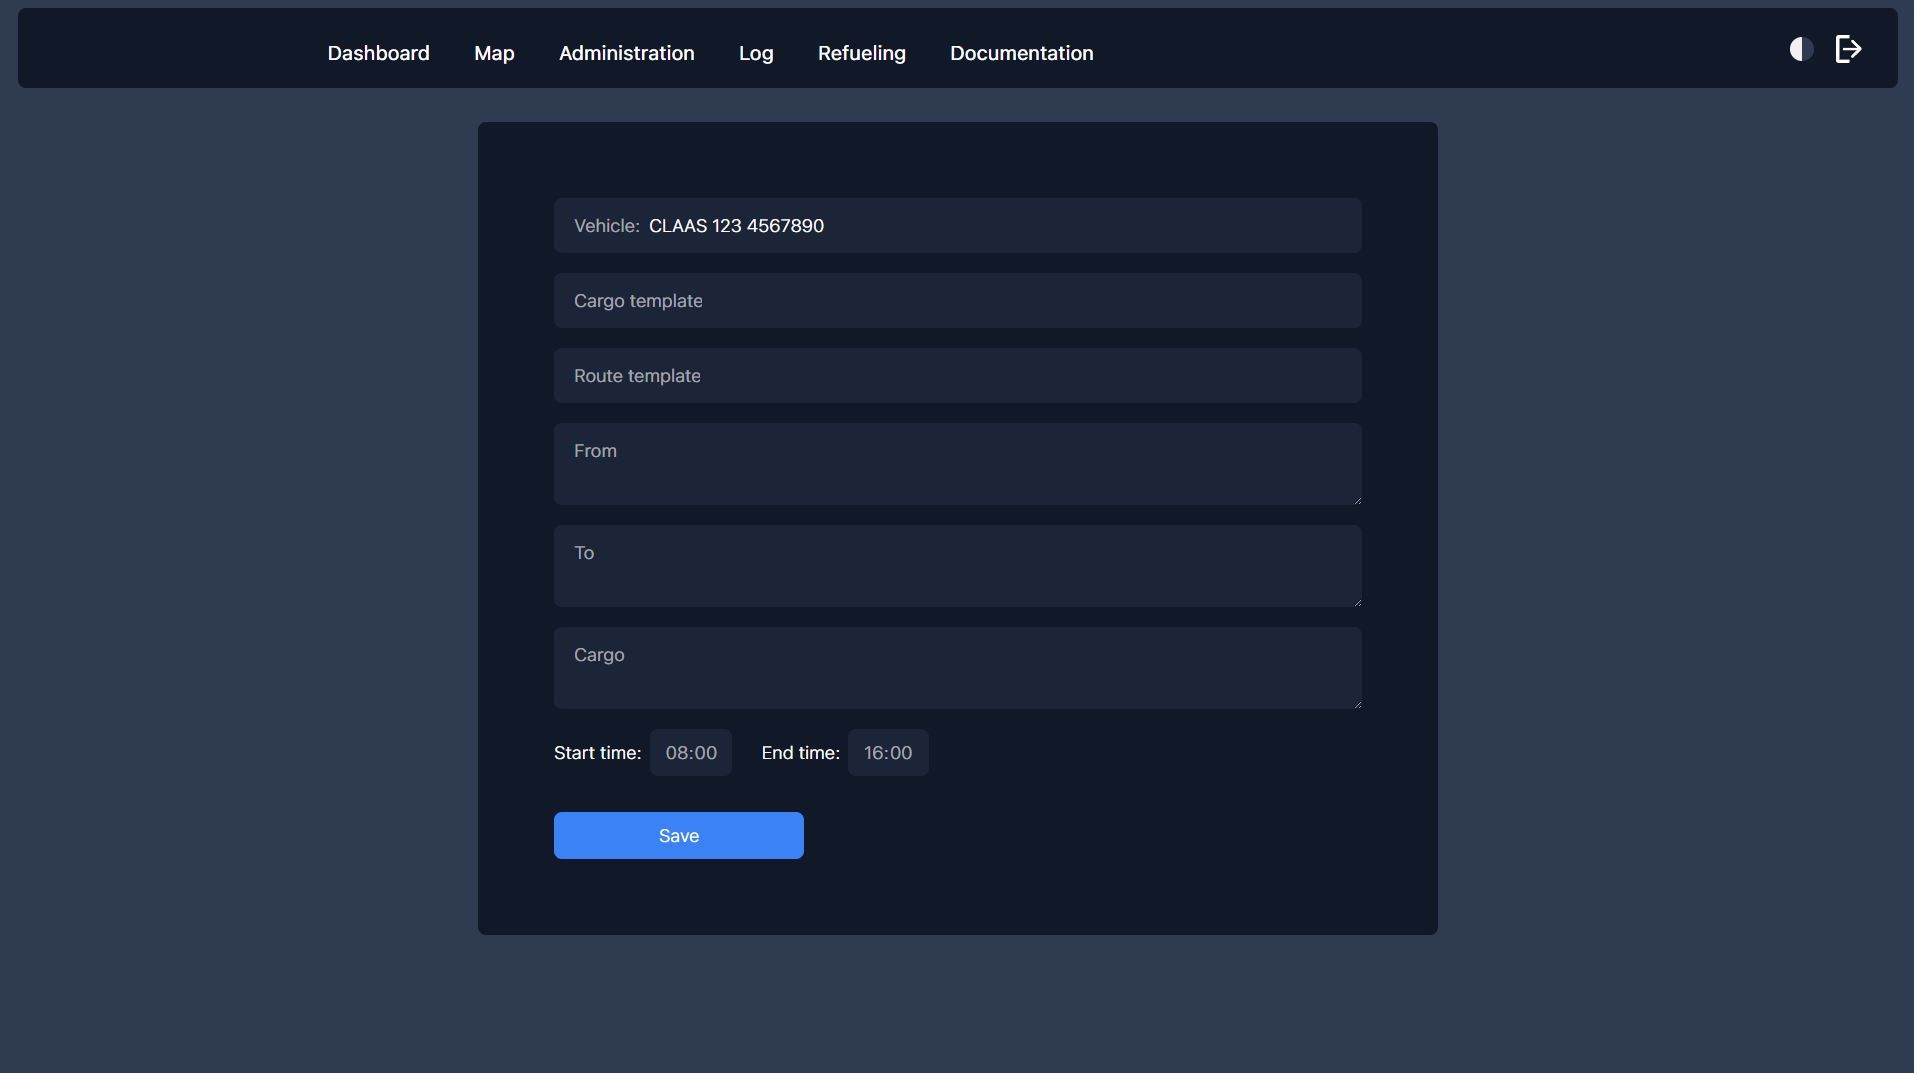 Dashboard Map Administration Log Refueling Documentation
Vehicle: CLAAS 123 4567890
Cargo template
Route template
From
To
Cargo
Start time: 08:00 End time: 16:00
Save